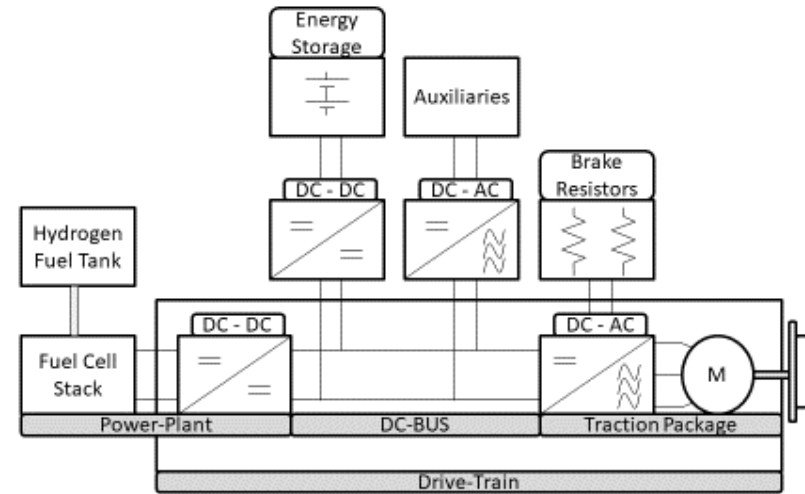 Energy
Storage
Auxiliaries
Brake
Resistors
DC - DC
DC - AC
Hydrogen
Fuel Tank
DC - DC
DC - AC
Fuel Cell
Stack
M
Power-Plant
DC-BUS
Traction Package
Drive-Train